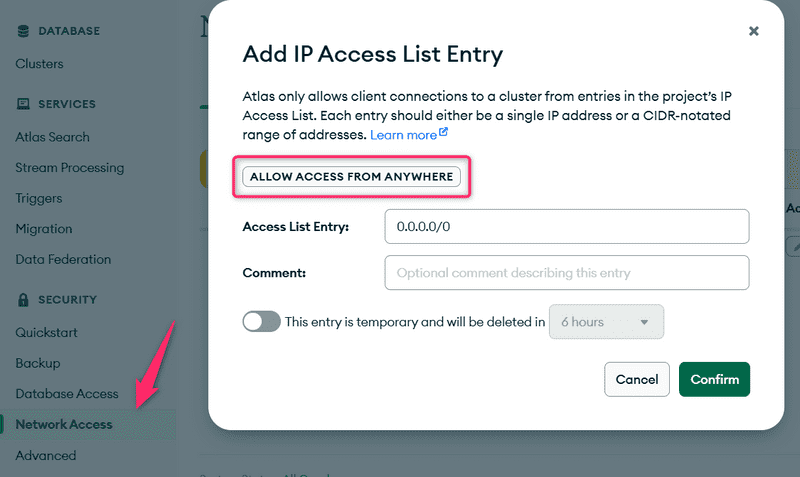 DATABASE
Clusters
SERVICES
Atlas Search
Stream Processing
Triggers
Migration
Data Federation
SECURITY
Quickstart
Backup
Database Access
Network Access
Advanced
Add IP Access List Entry
Atlas only allows client connections to a cluster from entries in the project's IP
Access List. Each entry should either be a single IP address or a CIDR-notated
range of addresses. Learn more
ALLOW ACCESS FROM ANYWHERE
Access List Entry:
0.0.0.0/0
Comment:
Optional comment describing this entry
This entry is temporary and will be deleted in 6 hours
Cancel
Confirm